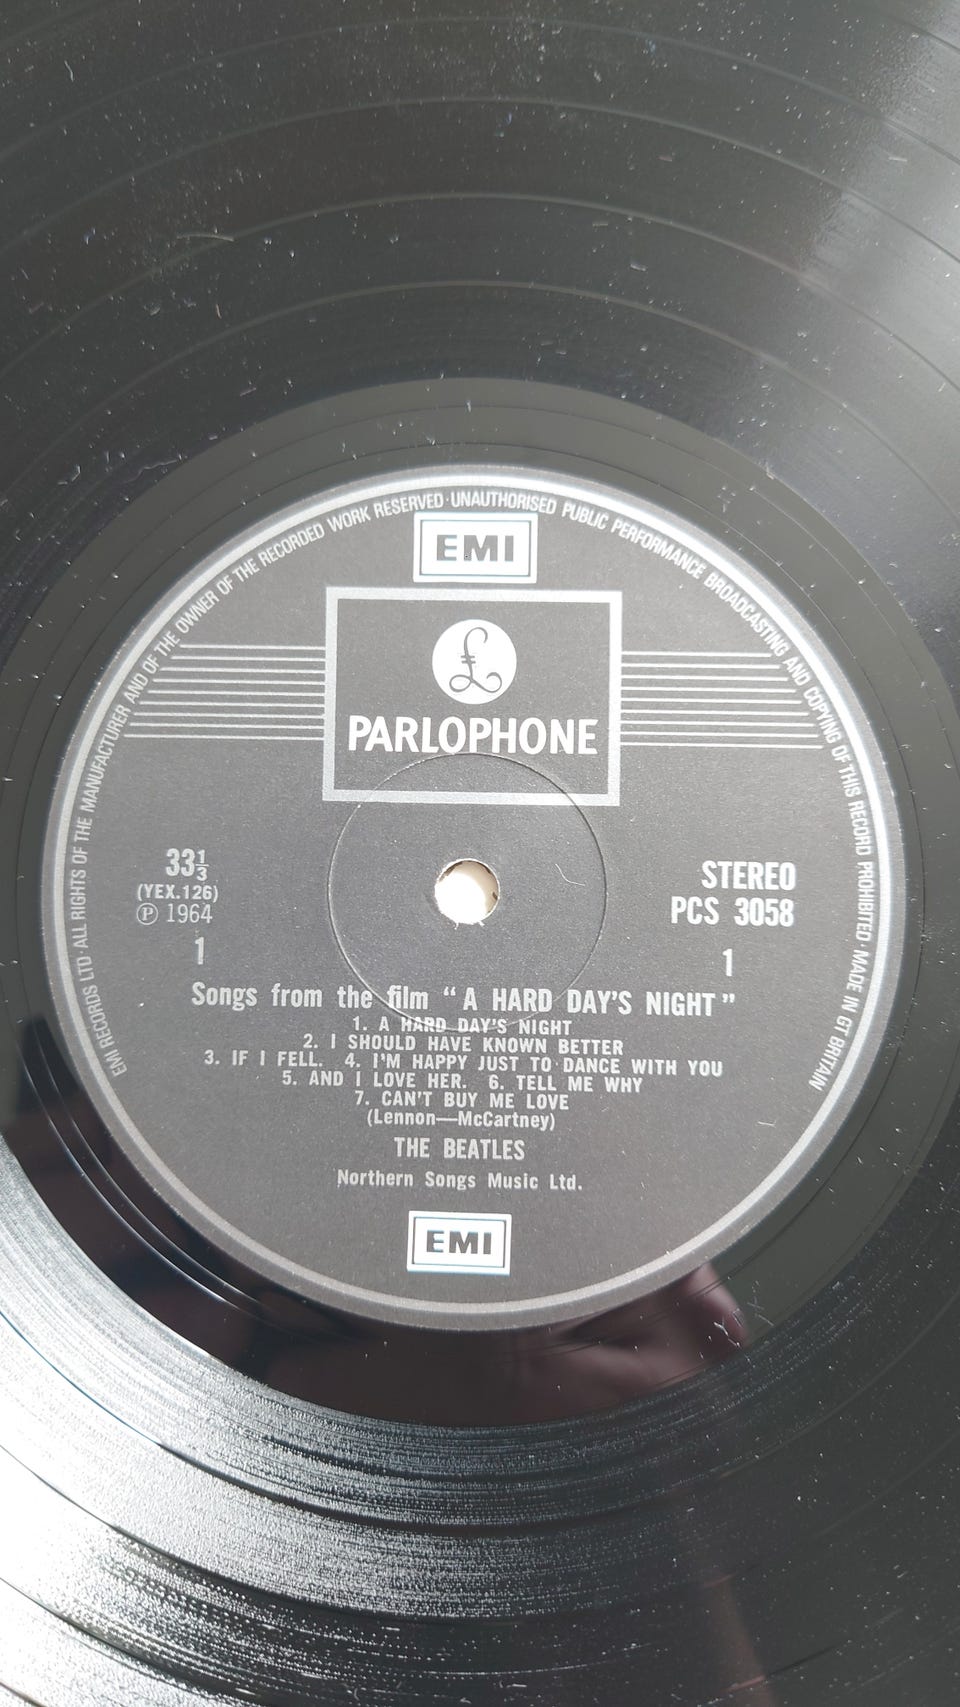 EMI RECORDS LTD · ALL RIGHTS OF THE MANUFACTURER AND OF THE OWNER OF THE RECORDED WORK RESERVED · UNAUTHORISED PUBLIC PERFORMANCE BROADCASTING AND COPYING OF THIS RECORD PROHIBITED · MADE IN GT BRITAIN
EMI
£
PARLOPHONE
33⅓
(YEX.126)
℗ 1964
1
STEREO
PCS 3058
1
Songs from the film “A HARD DAY'S NIGHT”
1. A HARD DAY'S NIGHT
2. I SHOULD HAVE KNOWN BETTER
3. IF I FELL. 4. I'M HAPPY JUST TO DANCE WITH YOU
5. AND I LOVE HER. 6. TELL ME WHY
7. CAN'T BUY ME LOVE
(Lennon—McCartney)
THE BEATLES
Northern Songs Music Ltd.
EMI